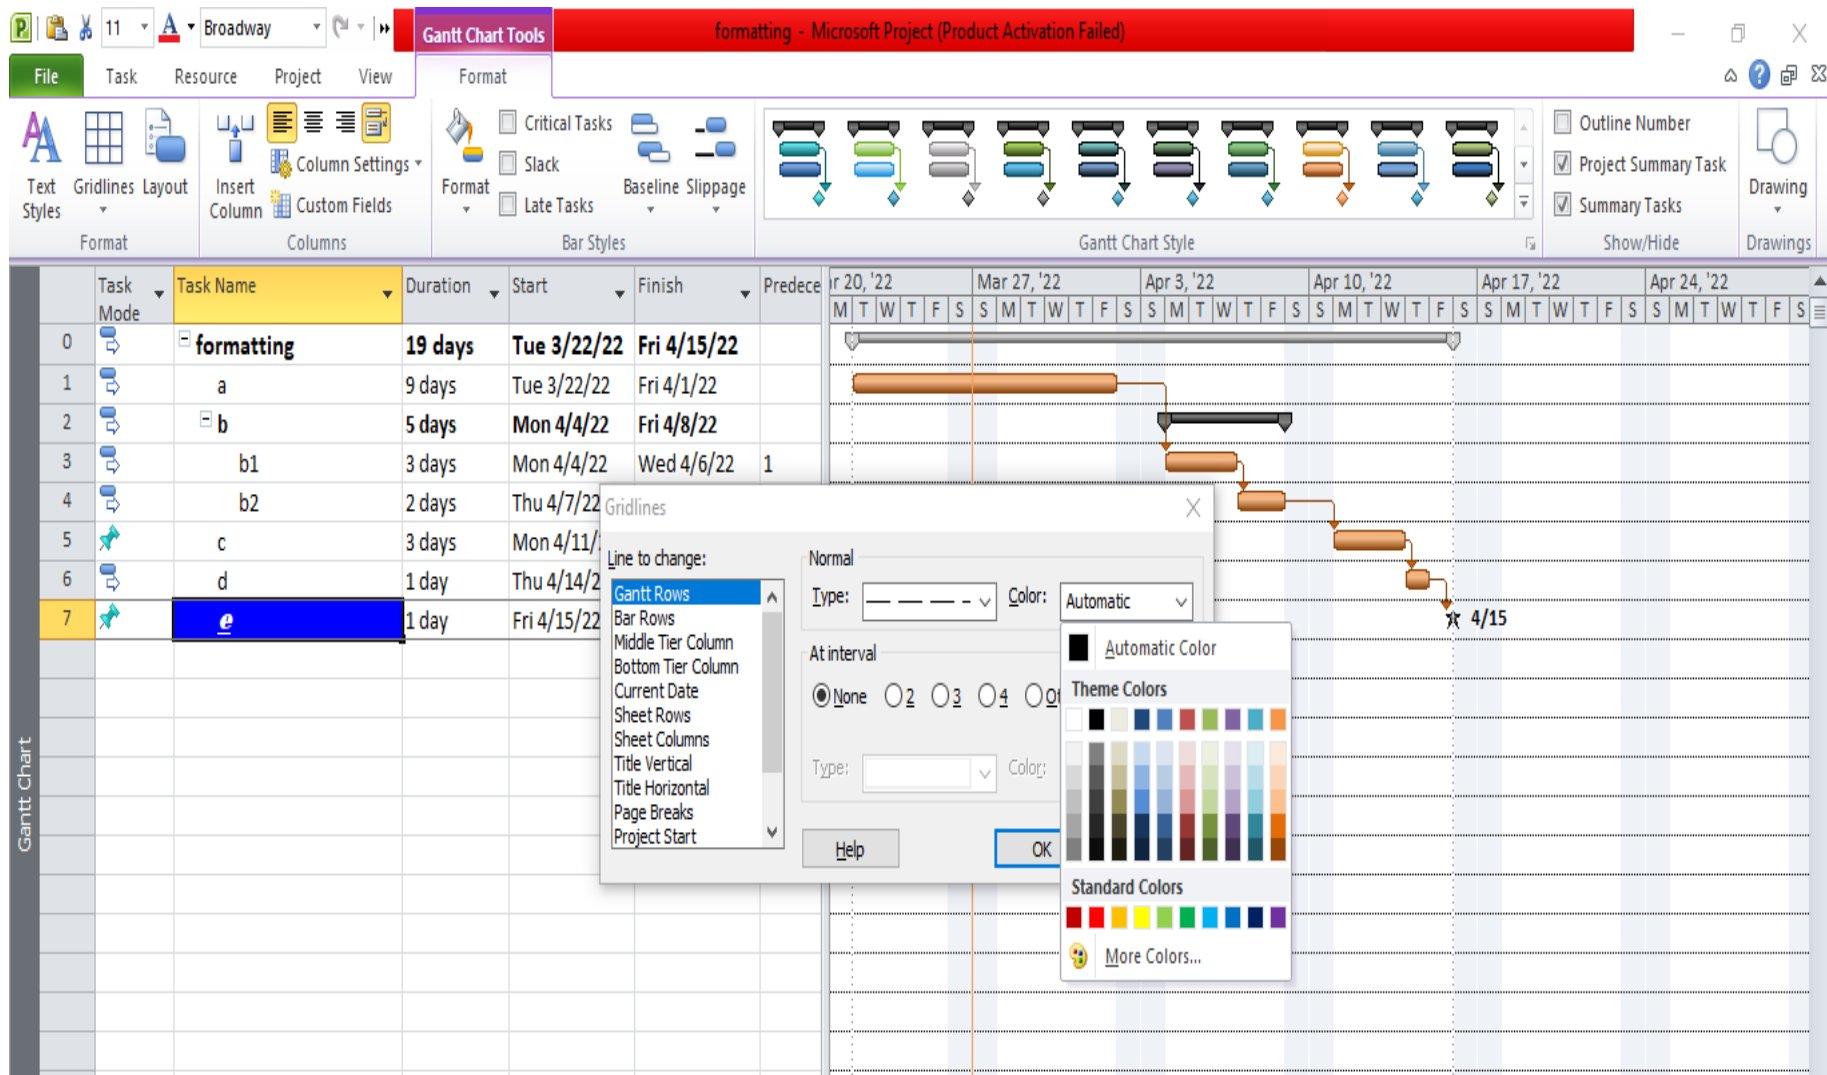 11 A Broadway
Gantt Chart Tools
formatting - Microsoft Project (Product Activation Failed)
File Task Resource Project View Format
Text Styles
Gridlines
Layout
Format
Insert Column
Column Settings
Custom Fields
Columns
Format
Critical Tasks
Slack
Late Tasks
Baseline
Slippage
Bar Styles
Gantt Chart Style
Outline Number
Project Summary Task
Summary Tasks
Show/Hide
Drawing
Drawings
Task Mode Task Name Duration Start Finish Predece
r 20, '22 Mar 27, '22 Apr 3, '22 Apr 10, '22 Apr 17, '22 Apr 24, '22
M T W T F S S M T W T F S S M T W T F S S M T W T F S S M T W T F S S M T W T F S
0 formatting 19 days Tue 3/22/22 Fri 4/15/22
1 a 9 days Tue 3/22/22 Fri 4/1/22
2 b 5 days Mon 4/4/22 Fri 4/8/22
3 b1 3 days Mon 4/4/22 Wed 4/6/22 1
4 b2 2 days Thu 4/7/22
5 c 3 days Mon 4/11/
6 d 1 day Thu 4/14/2
7 e 1 day Fri 4/15/22
4/15
Gantt Chart
Gridlines
Line to change:
Gantt Rows
Bar Rows
Middle Tier Column
Bottom Tier Column
Current Date
Sheet Rows
Sheet Columns
Title Vertical
Title Horizontal
Page Breaks
Project Start
Normal
Type: Color: Automatic
At interval
None 2 3 4 Ot
Type: Color:
Help OK
Automatic Color
Theme Colors
Standard Colors
More Colors...